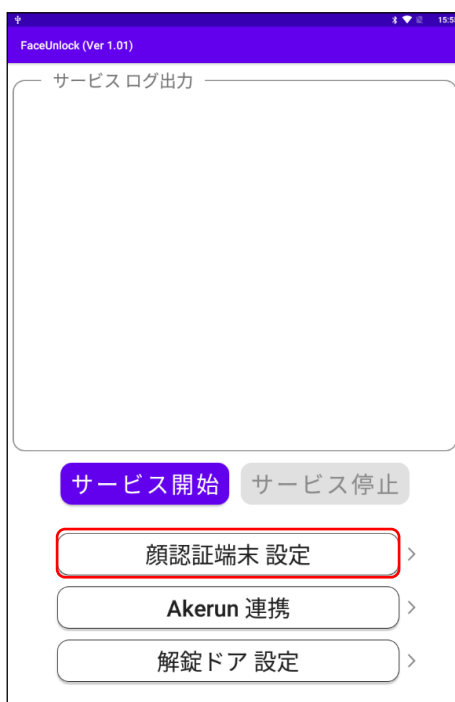 15:5
FaceUnlock (Ver 1.01)
サービス ログ出力
サービス開始 サービス停止
顔認証端末 設定
Akerun 連携
解錠ドア 設定